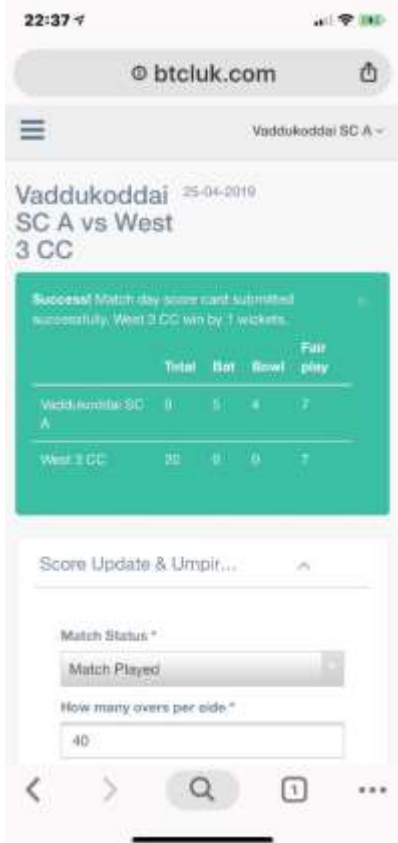 22:37
btcluk.com
Vaddukoddai SC A
Vaddukoddai
SC A vs West
3 CC
25-04-2019
Success! Match day score card submitted
successfully. West 3 CC win by 1 wickets.
Total Bat Bowl Fair play
Vaddukoddai SC A 5 4 7
West 3 CC 20 0 0 7
Score Update & Umpir...
Match Status *
Match Played
How many overs per side *
40
1